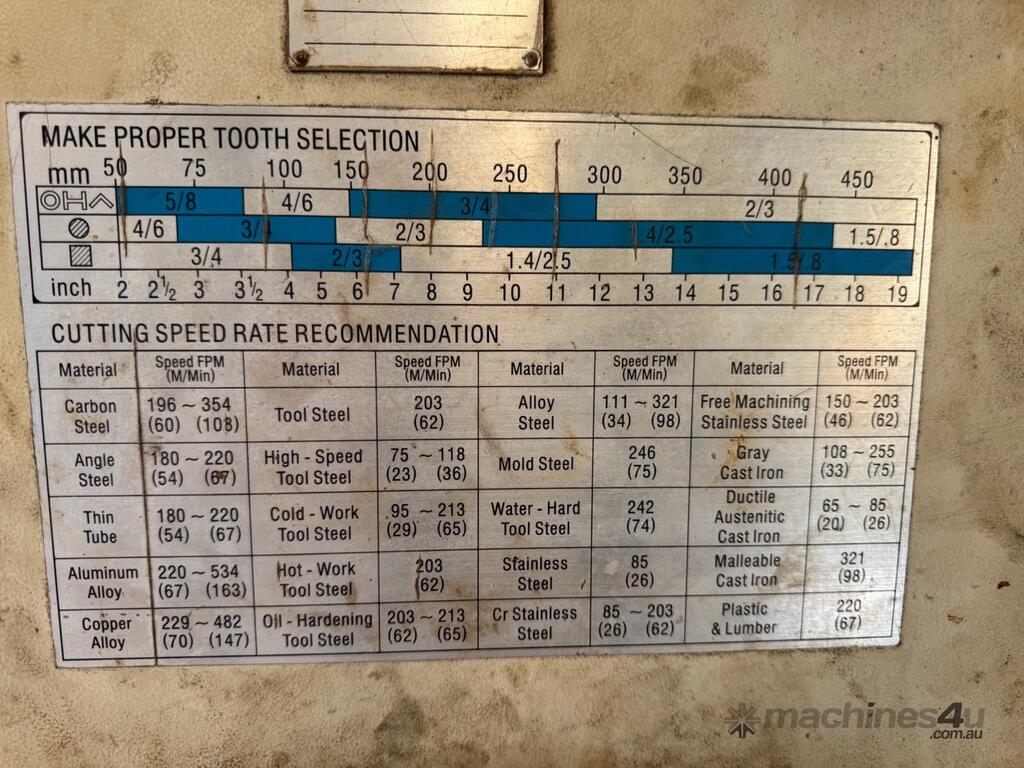 MAKE PROPER TOOTH SELECTION
mm 50 75 100 150 200 250 300 350 400 450
5/8 4/6 3/4 2/3
4/6 3/4 2/3 1.4/2.5 1.5/.8
3/4 2/3 1.4/2.5 1.5/.8
inch 2 2½ 3 3½ 4 5 6 7 8 9 10 11 12 13 14 15 16 17 18 19
CUTTING SPEED RATE RECOMMENDATION
Material Speed FPM (M/Min) Material Speed FPM (M/Min) Material Speed FPM (M/Min) Material Speed FPM (M/Min)
Carbon Steel 196 ~ 354 (60) (108) Tool Steel 203 (62) Alloy Steel 111 ~ 321 (34) (98) Free Machining Stainless Steel 150 ~ 203 (46) (62)
Angle Steel 180 ~ 220 (54) (67) High - Speed Tool Steel 75 ~ 118 (23) (36) Mold Steel 246 (75) Gray Cast Iron 108 ~ 255 (33) (75)
Thin Tube 180 ~ 220 (54) (67) Cold - Work Tool Steel 95 ~ 213 (29) (65) Water - Hard Tool Steel 242 (74) Ductile Austenitic Cast Iron 65 ~ 85 (20) (26)
Aluminum Alloy 220 ~ 534 (67) (163) Hot - Work Tool Steel 203 (62) Stainless Steel 85 (26) Malleable Cast Iron 321 (98)
Copper Alloy 229 ~ 482 (70) (147) Oil - Hardening Tool Steel 203 ~ 213 (62) (65) Cr Stainless Steel 85 ~ 203 (26) (62) Plastic & Lumber 220 (67)
machines4u
.com.au